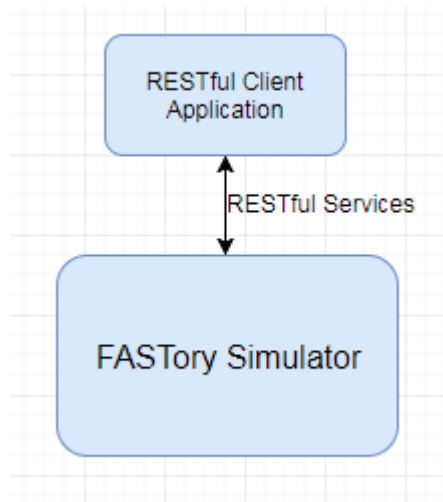 RESTful Client
Application
RESTful Services
FASTory Simulator